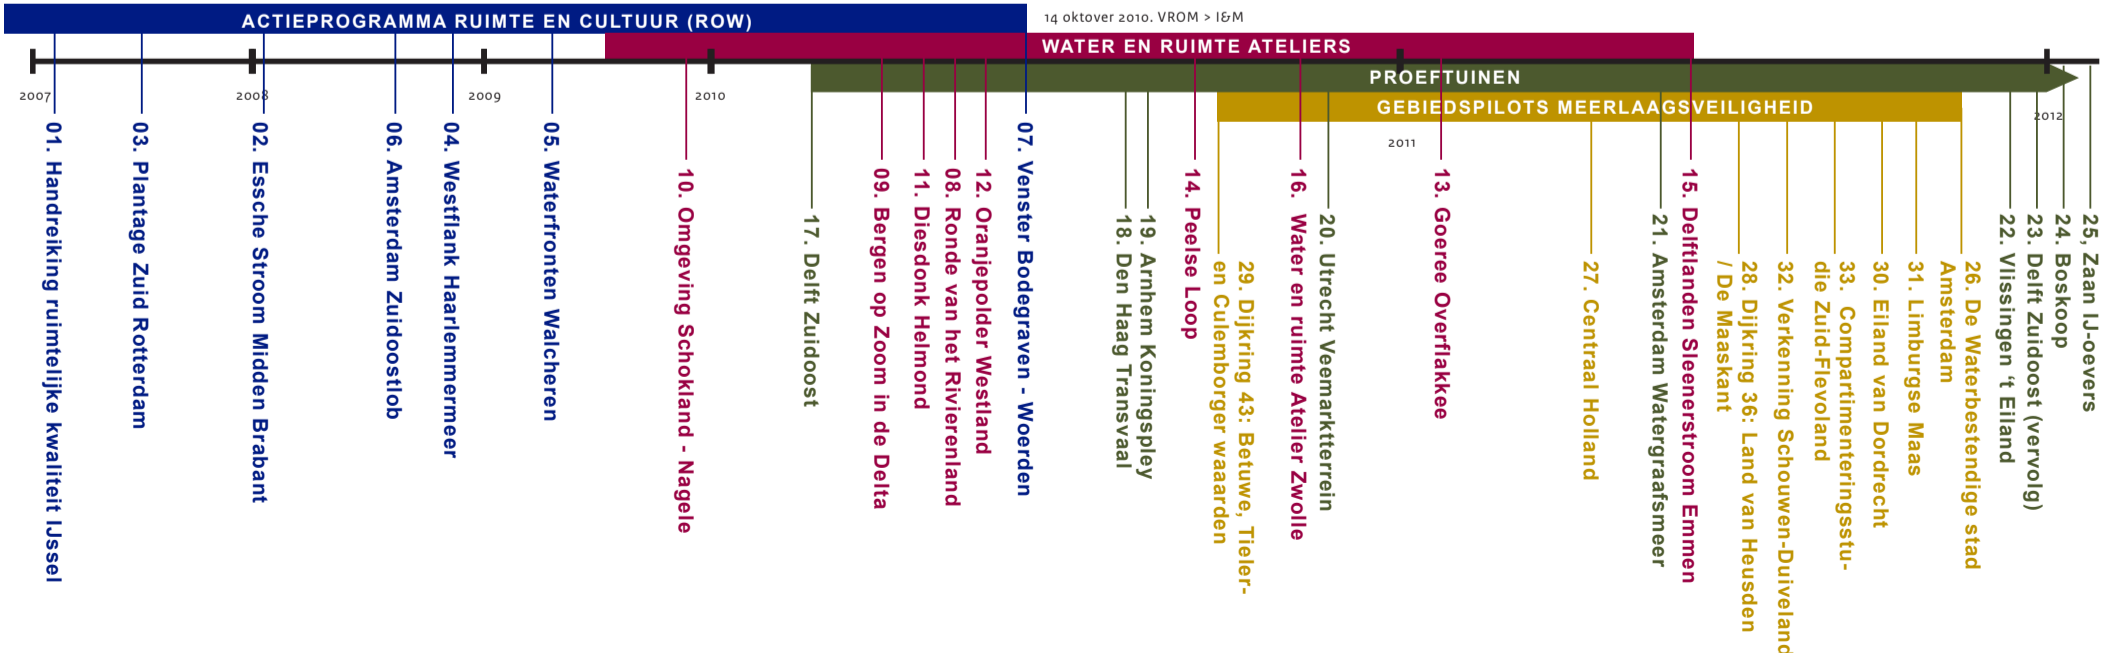 ACTIEPROGRAMMA RUIMTE EN CULTUUR (ROW)
14 oktover 2010. VROM > I&M
WATER EN RUIMTE ATELIERS
PROEFTUINEN
GEBIEDSPILOTS MEERLAAGSVEILIGHEID
2007
2008
2009
2010
2011
2012
01. Handreiking ruimtelijke kwaliteit IJssel
03. Plantage Zuid Rotterdam
02. Essche Stroom Midden Brabant
06. Amsterdam Zuidoostlob
04. Westflank Haarlemmermeer
05. Waterfronten Walcheren
10. Omgeving Schokland - Nagele
17. Delft Zuidoost
09. Bergen op Zoom in de Delta
11. Diesdonk Helmond
08. Ronde van het Rivierenland
12. Oranjepolder Westland
07. Venster Bodegraven - Woerden
18. Den Haag Transvaal
19. Arnhem Koningspley
14. Peelse Loop
29. Dijkring 43: Betuwe, Tieler-
en Culemborger waaarden
16. Water en ruimte Atelier Zwolle
20. Utrecht Veemarktterrein
13. Goeree Overflakkee
27. Centraal Holland
21. Amsterdam Watergraafsmeer
15. Delftlanden Sleenerstroom Emmen
28. Dijkring 36: Land van Heusden
/ De Maaskant
32. Verkenning Schouwen-Duiveland
33. Compartimenteringsstu-
die Zuid-Flevoland
30. Eiland van Dordrecht
31. Limburgse Maas
26. De Waterbestendige stad
Amsterdam
22. Vlissingen ‘t Eiland
23. Delft Zuidoost (vervolg)
24. Boskoop
25, Zaan IJ-oevers